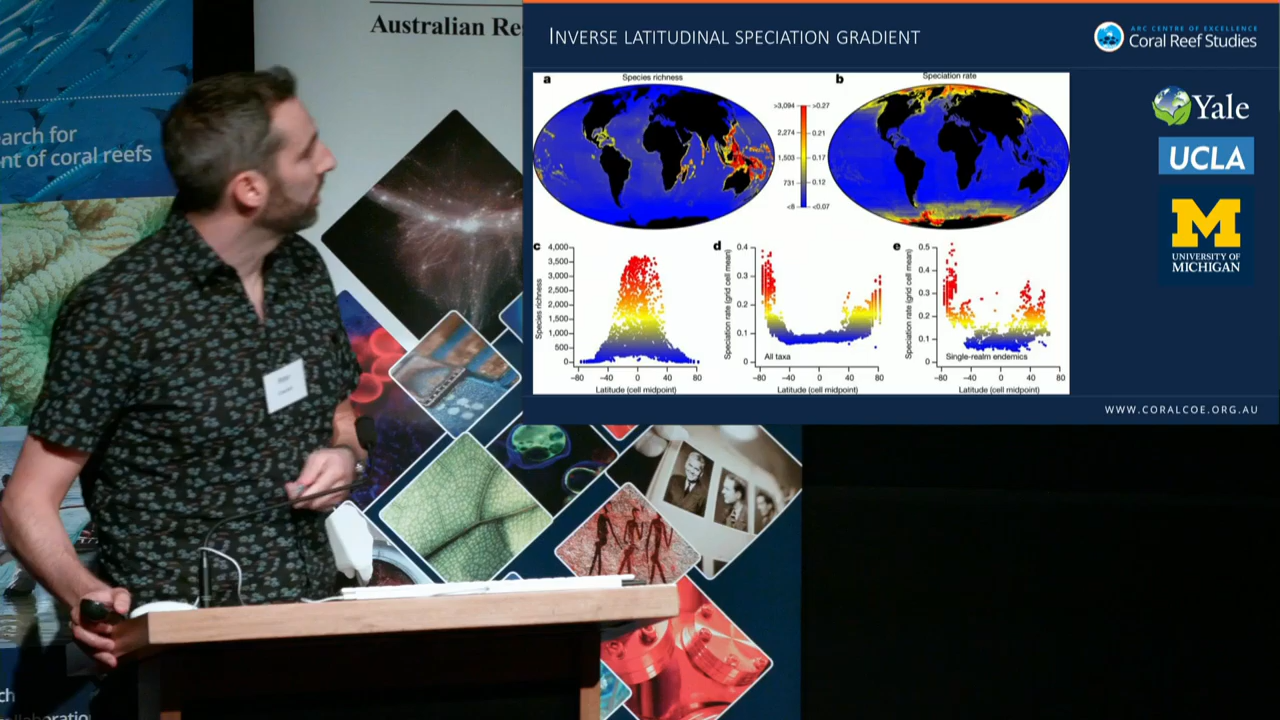 Australian Re
earch for
nt of coral reefs
ch
INVERSE LATITUDINAL SPECIATION GRADIENT
ARC CENTRE OF EXCELLENCE
Coral Reef Studies
Yale
UCLA
M
UNIVERSITY OF
MICHIGAN
a
Species richness
b
Speciation rate
>3,094
>0.27
2,274
0.21
1,503
0.17
731
0.12
<8
<0.07
c
Species richness
4,000
3,500
3,000
2,500
2,000
1,500
1,000
500
0
−80
−40
0
40
80
Latitude (cell midpoint)
d
Speciation rate (grid cell mean)
0.4
0.3
0.2
0.1
0
All taxa
−80
−40
0
40
80
Latitude (cell midpoint)
e
Speciation rate (grid cell mean)
0.5
0.4
0.3
0.2
0.1
0
Single-realm endemics
−80
−40
0
40
80
Latitude (cell midpoint)
WWW.CORALCOE.ORG.AU